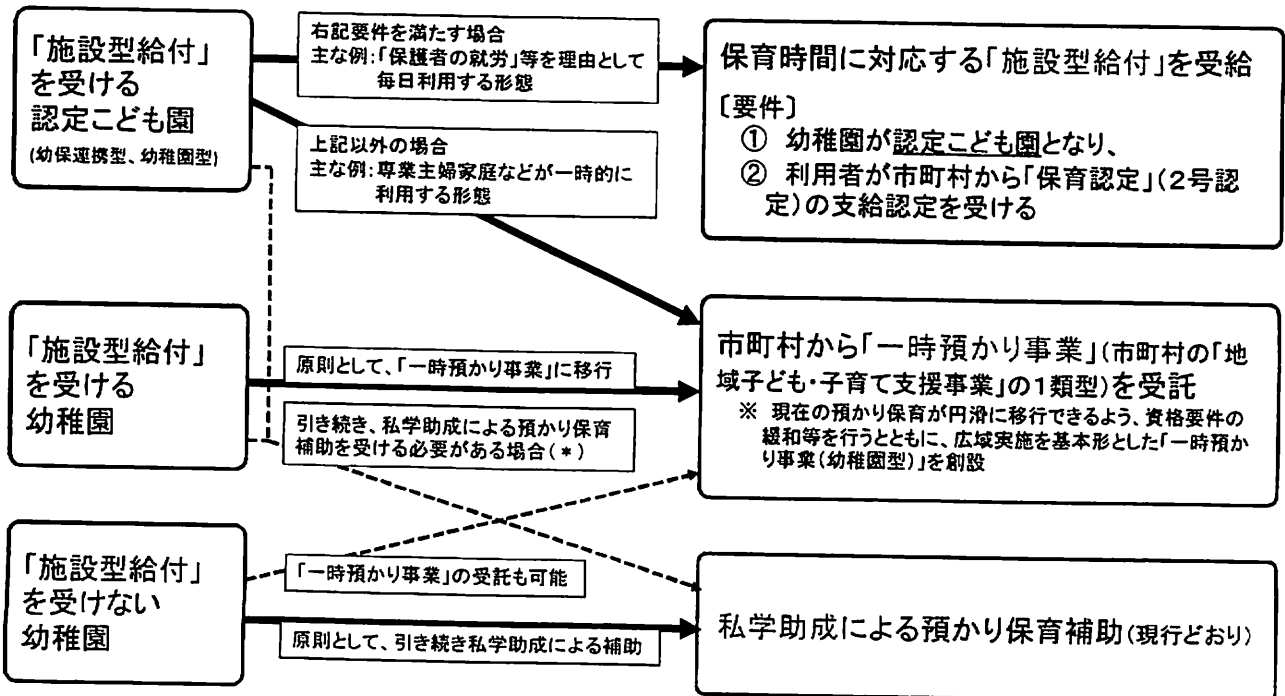 「施設型給付」
を受ける
認定こども園
(幼保連携型、幼稚園型)
右記要件を満たす場合
主な例:「保護者の就労」等を理由として
毎日利用する形態
上記以外の場合
主な例:専業主婦家庭などが一時的に
利用する形態
保育時間に対応する「施設型給付」を受給
〔要件〕
① 幼稚園が認定こども園となり、
② 利用者が市町村から「保育認定」(2号認
定)の支給認定を受ける
「施設型給付」
を受ける
幼稚園
原則として、「一時預かり事業」に移行
引き続き、私学助成による預かり保育
補助を受ける必要がある場合(*)
市町村から「一時預かり事業」(市町村の「地
域子ども・子育て支援事業」の1類型)を受託
※ 現在の預かり保育が円滑に移行できるよう、資格要件の
緩和等を行うとともに、広域実施を基本形とした「一時預か
り事業(幼稚園型)」を創設
「施設型給付」
を受けない
幼稚園
「一時預かり事業」の受託も可能
原則として、引き続き私学助成による補助
私学助成による預かり保育補助(現行どおり)